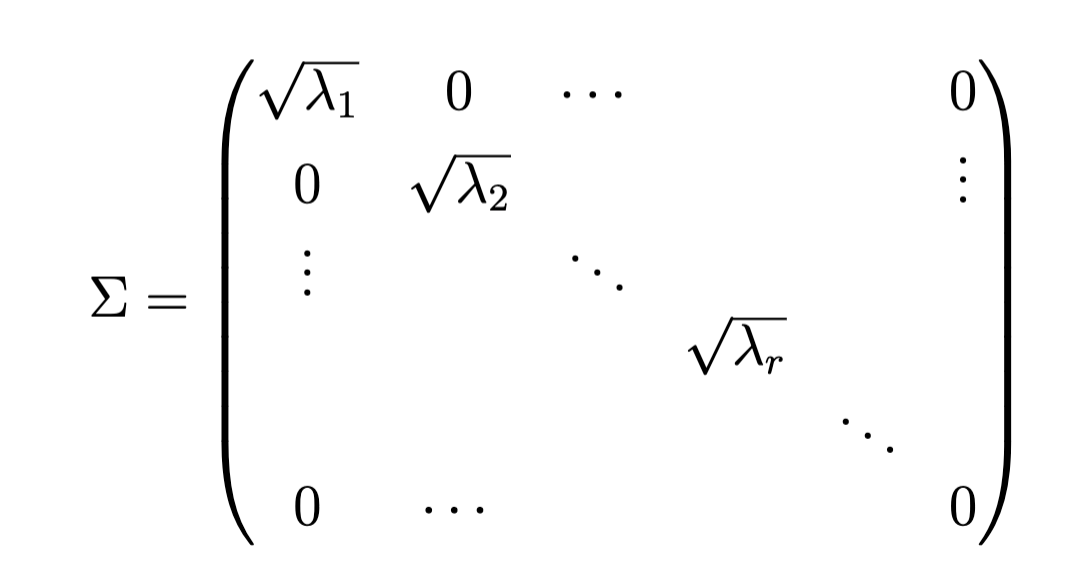 √λ₁ 0 ⋯ 0
0 √λ₂ ⋮
⋮ ⋱
Σ =
√λᵣ
⋱
0 ⋯ 0